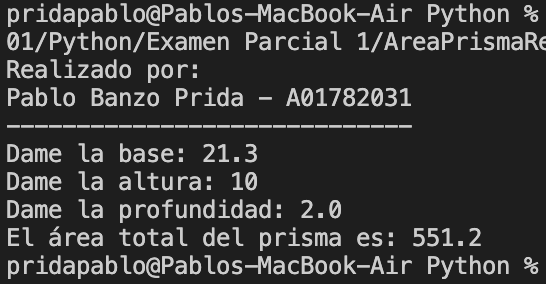 pridapablo@Pablos-MacBook-Air Python %
01/Python/Examen Parcial 1/AreaPrismaRe
Realizado por:
Pablo Banzo Prida - A01782031
-----------------------------
Dame la base: 21.3
Dame la altura: 10
Dame la profundidad: 2.0
El área total del prisma es: 551.2
pridapablo@Pablos-MacBook-Air Python %